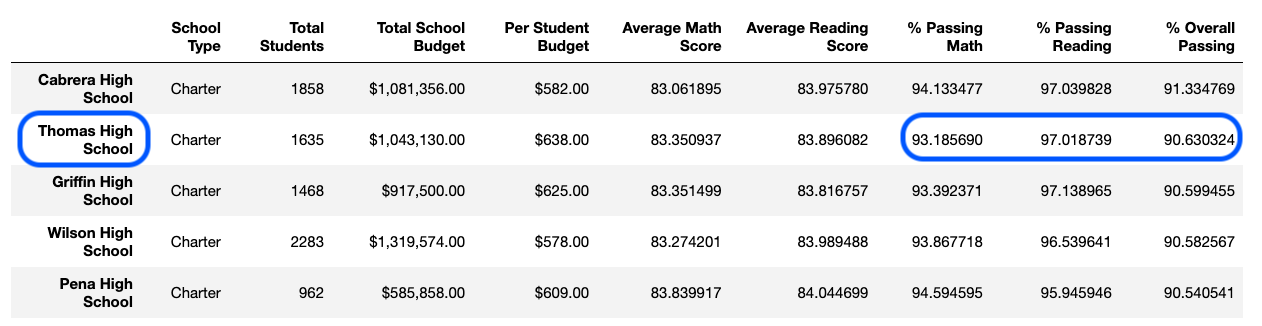 School Type Total Students Total School Budget Per Student Budget Average Math Score Average Reading Score % Passing Math % Passing Reading % Overall Passing
Cabrera High School Charter 1858 $1,081,356.00 $582.00 83.061895 83.975780 94.133477 97.039828 91.334769
Thomas High School Charter 1635 $1,043,130.00 $638.00 83.350937 83.896082 93.185690 97.018739 90.630324
Griffin High School Charter 1468 $917,500.00 $625.00 83.351499 83.816757 93.392371 97.138965 90.599455
Wilson High School Charter 2283 $1,319,574.00 $578.00 83.274201 83.989488 93.867718 96.539641 90.582567
Pena High School Charter 962 $585,858.00 $609.00 83.839917 84.044699 94.594595 95.945946 90.540541